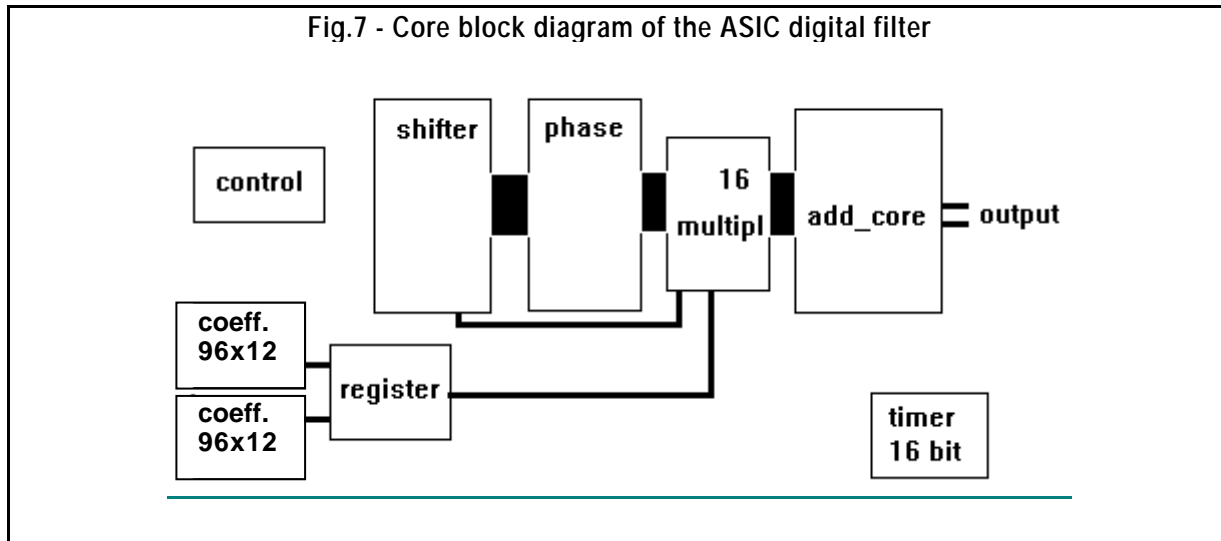 Fig.7 - Core block diagram of the ASIC digital filter
shifter
phase
control
16
multipl
add_core
output
coeff.
96x12
register
coeff.
96x12
timer
16 bit